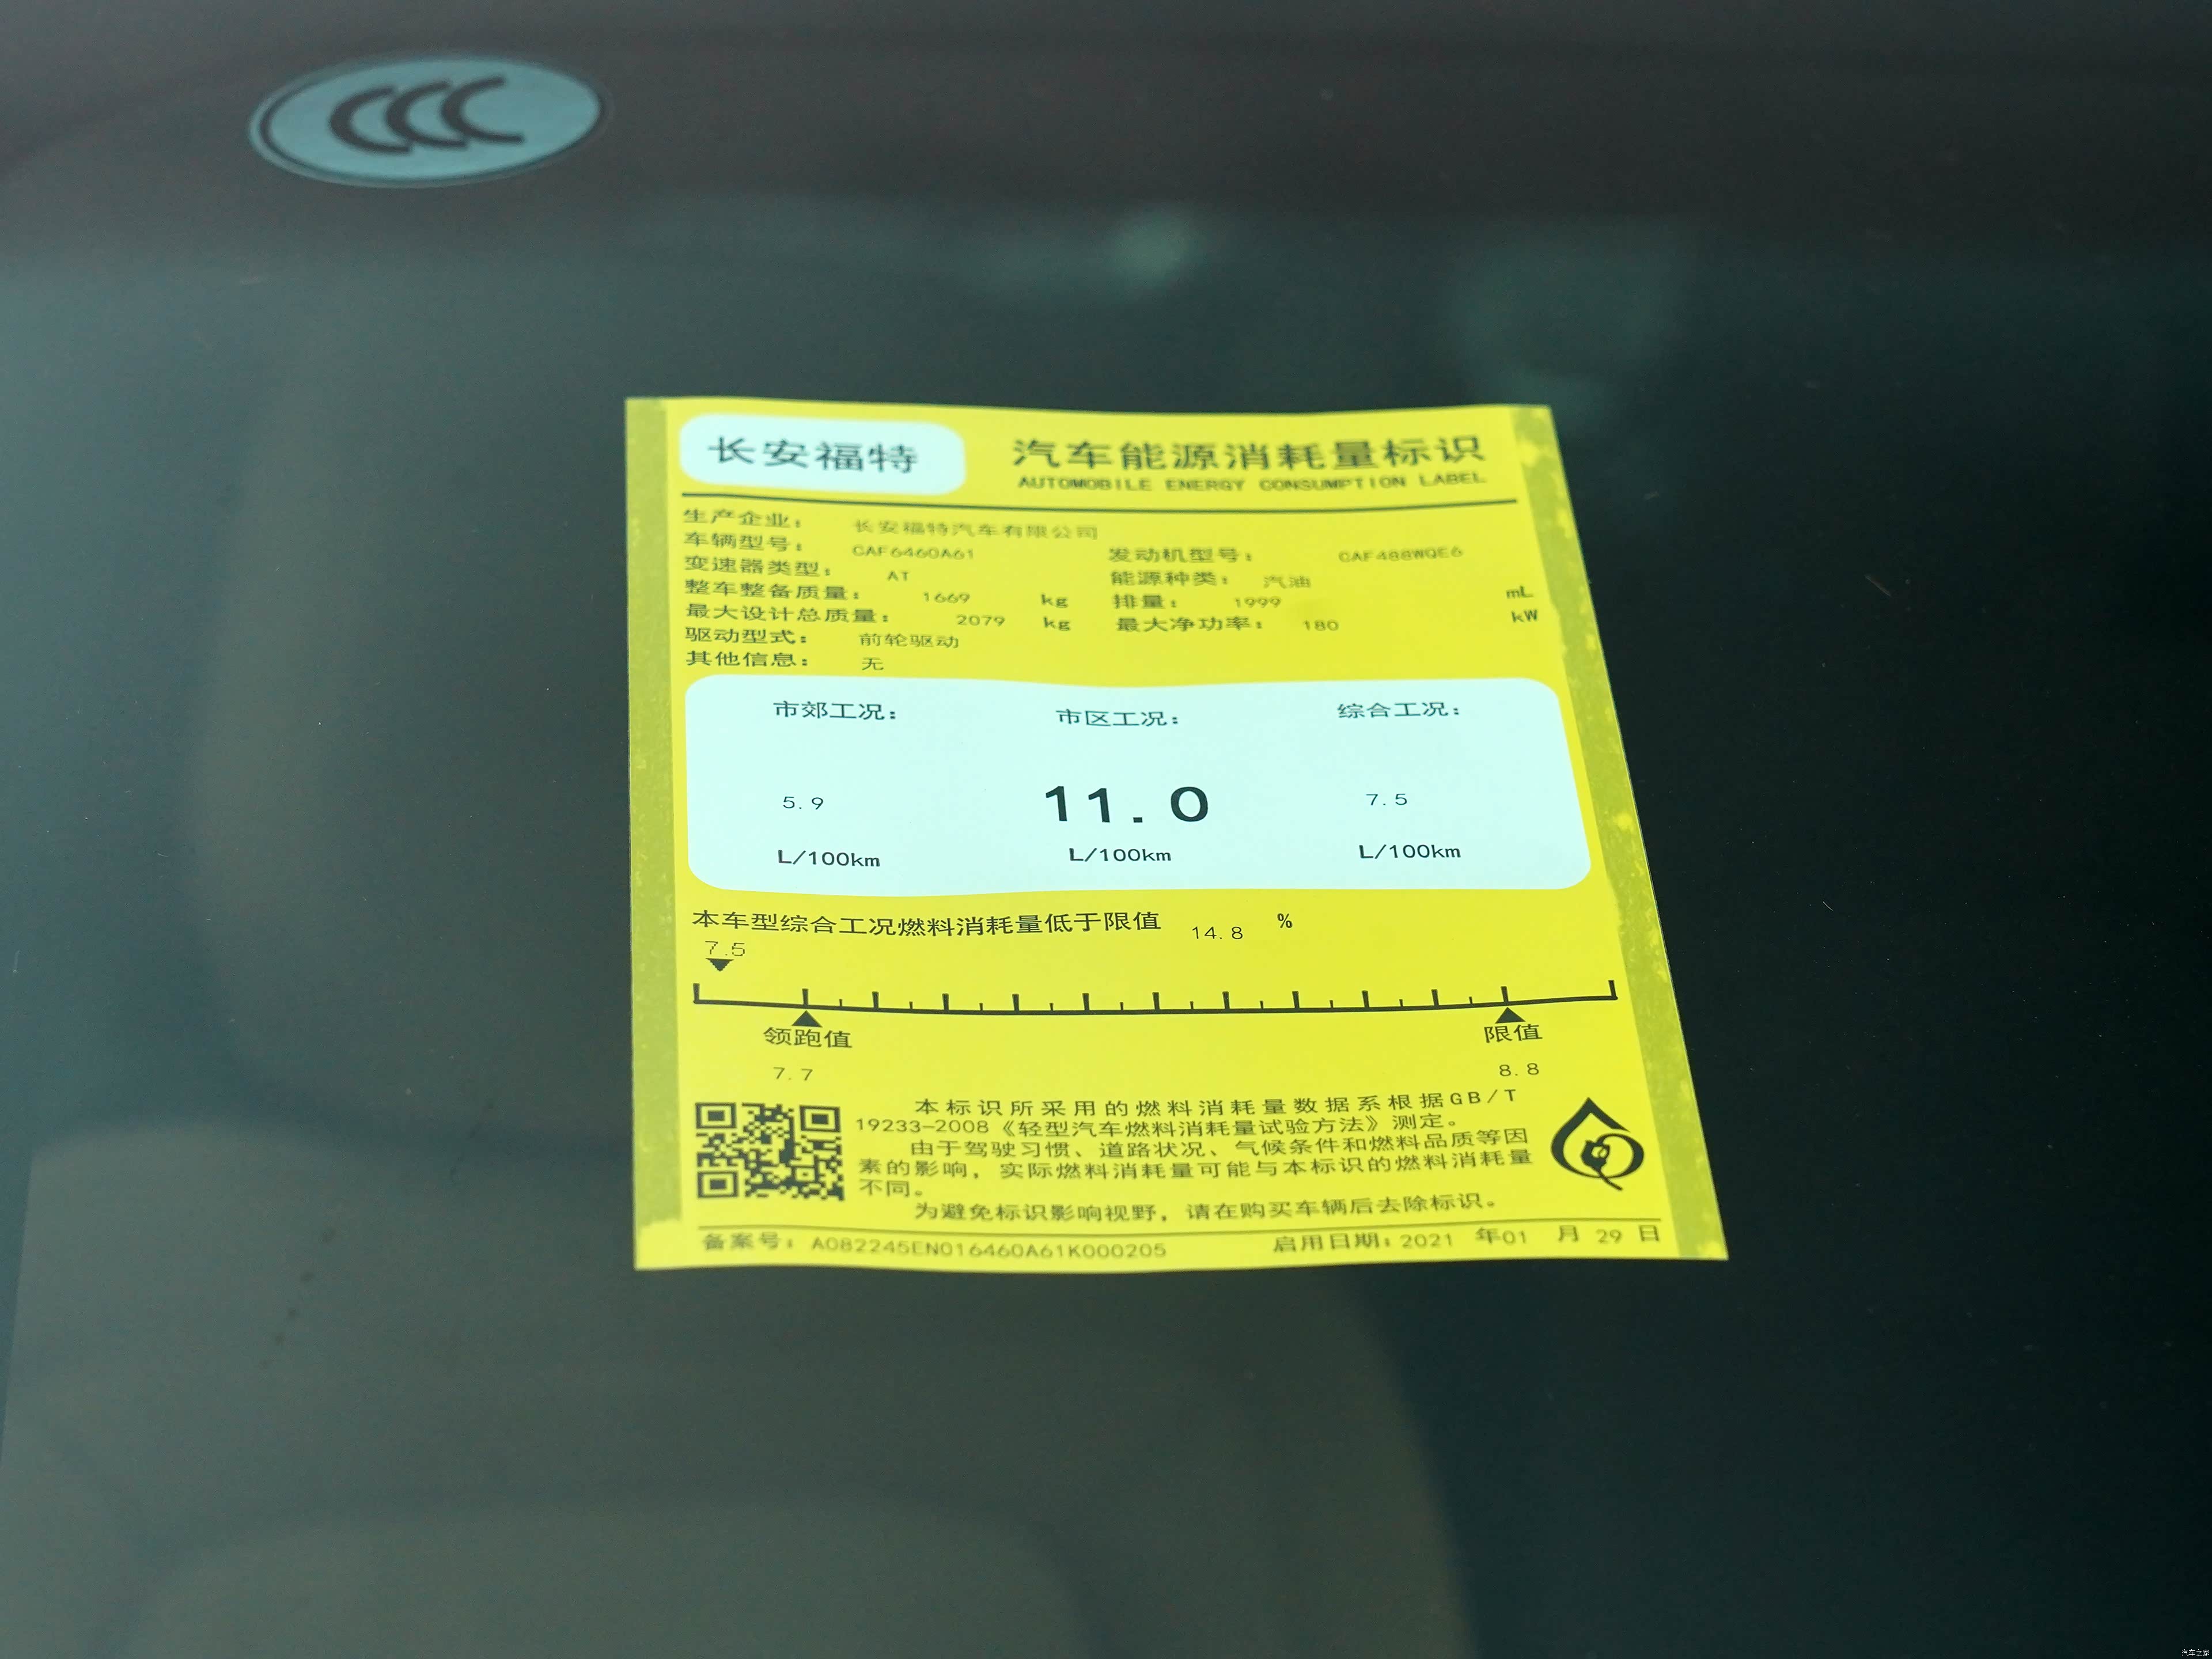 CCC
长安福特
汽车能源消耗量标识
AUTOMOBILE ENERGY CONSUMPTION LABEL
生产企业： 长安福特汽车有限公司
车辆型号： CAF6460A61 发动机型号： CAF488WQE6
变速器类型： AT 能源种类： 汽油
整车整备质量： 1669 kg 排量： 1999 mL
最大设计总质量： 2079 kg 最大净功率： 180 kW
驱动型式： 前轮驱动
其他信息： 无
市郊工况： 市区工况： 综合工况：
5.9 11.0 7.5
L/100km L/100km L/100km
本车型综合工况燃料消耗量低于限值 14.8 %
7.5
领跑值 限值
7.7 8.8
本标识所采用的燃料消耗量数据系根据GB/T
19233-2008《轻型汽车燃料消耗量试验方法》测定。
由于驾驶习惯、道路状况、气候条件和燃料品质等因
素的影响，实际燃料消耗量可能与本标识的燃料消耗量
不同。
为避免标识影响视野，请在购买车辆后去除标识。
备案号：A082245EN016460A61K000205 启用日期：2021 年01 月 29 日
汽车之家